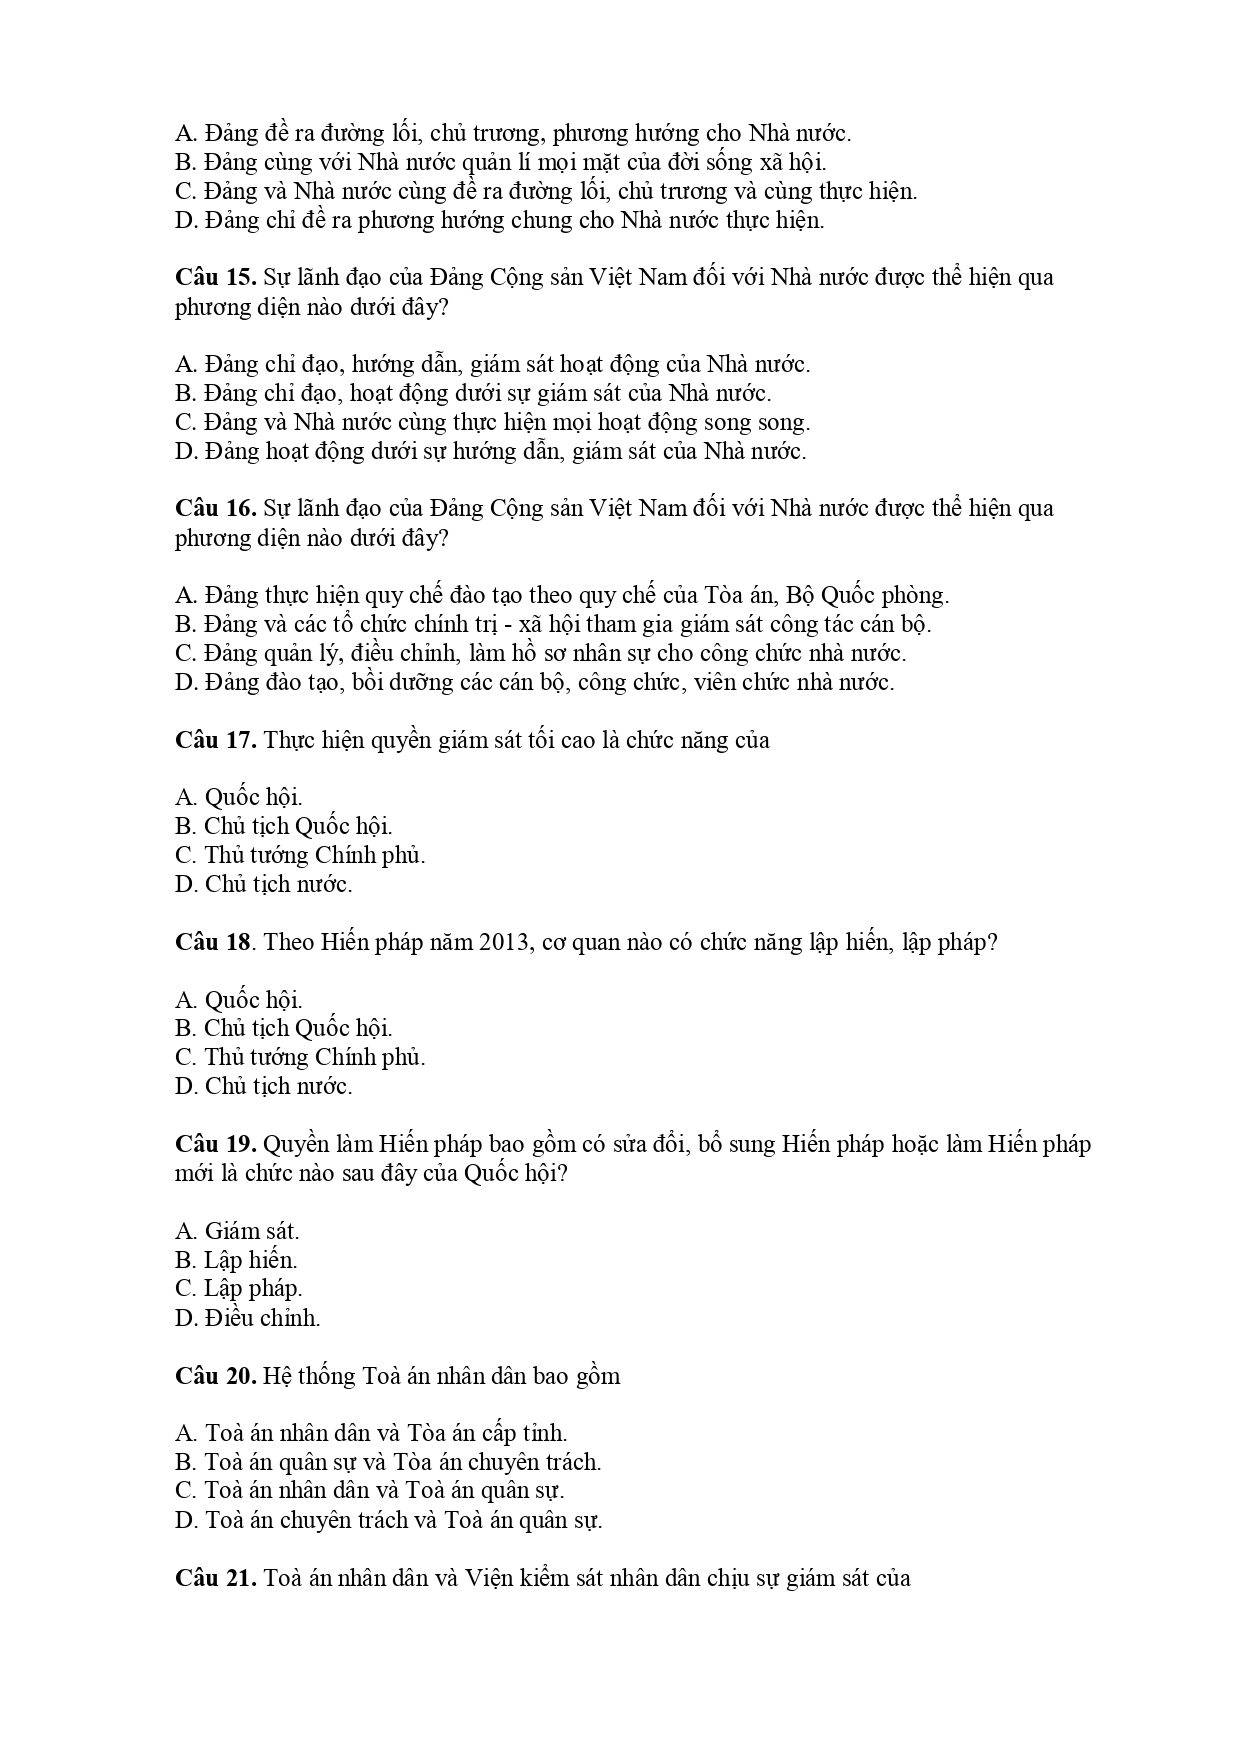 A. Đảng đề ra đường lối, chủ trương, phương hướng cho Nhà nước.
B. Đảng cùng với Nhà nước quản lí mọi mặt của đời sống xã hội.
C. Đảng và Nhà nước cùng đề ra đường lối, chủ trương và cùng thực hiện.
D. Đảng chỉ đề ra phương hướng chung cho Nhà nước thực hiện.
Câu 15. Sự lãnh đạo của Đảng Cộng sản Việt Nam đối với Nhà nước được thể hiện qua
phương diện nào dưới đây?
A. Đảng chỉ đạo, hướng dẫn, giám sát hoạt động của Nhà nước.
B. Đảng chỉ đạo, hoạt động dưới sự giám sát của Nhà nước.
C. Đảng và Nhà nước cùng thực hiện mọi hoạt động song song.
D. Đảng hoạt động dưới sự hướng dẫn, giám sát của Nhà nước.
Câu 16. Sự lãnh đạo của Đảng Cộng sản Việt Nam đối với Nhà nước được thể hiện qua
phương diện nào dưới đây?
A. Đảng thực hiện quy chế đào tạo theo quy chế của Tòa án, Bộ Quốc phòng.
B. Đảng và các tổ chức chính trị - xã hội tham gia giám sát công tác cán bộ.
C. Đảng quản lý, điều chỉnh, làm hồ sơ nhân sự cho công chức nhà nước.
D. Đảng đào tạo, bồi dưỡng các cán bộ, công chức, viên chức nhà nước.
Câu 17. Thực hiện quyền giám sát tối cao là chức năng của
A. Quốc hội.
B. Chủ tịch Quốc hội.
C. Thủ tướng Chính phủ.
D. Chủ tịch nước.
Câu 18. Theo Hiến pháp năm 2013, cơ quan nào có chức năng lập hiến, lập pháp?
A. Quốc hội.
B. Chủ tịch Quốc hội.
C. Thủ tướng Chính phủ.
D. Chủ tịch nước.
Câu 19. Quyền làm Hiến pháp bao gồm có sửa đổi, bổ sung Hiến pháp hoặc làm Hiến pháp
mới là chức nào sau đây của Quốc hội?
A. Giám sát.
B. Lập hiến.
C. Lập pháp.
D. Điều chỉnh.
Câu 20. Hệ thống Toà án nhân dân bao gồm
A. Toà án nhân dân và Tòa án cấp tỉnh.
B. Toà án quân sự và Tòa án chuyên trách.
C. Toà án nhân dân và Toà án quân sự.
D. Toà án chuyên trách và Toà án quân sự.
Câu 21. Toà án nhân dân và Viện kiểm sát nhân dân chịu sự giám sát của